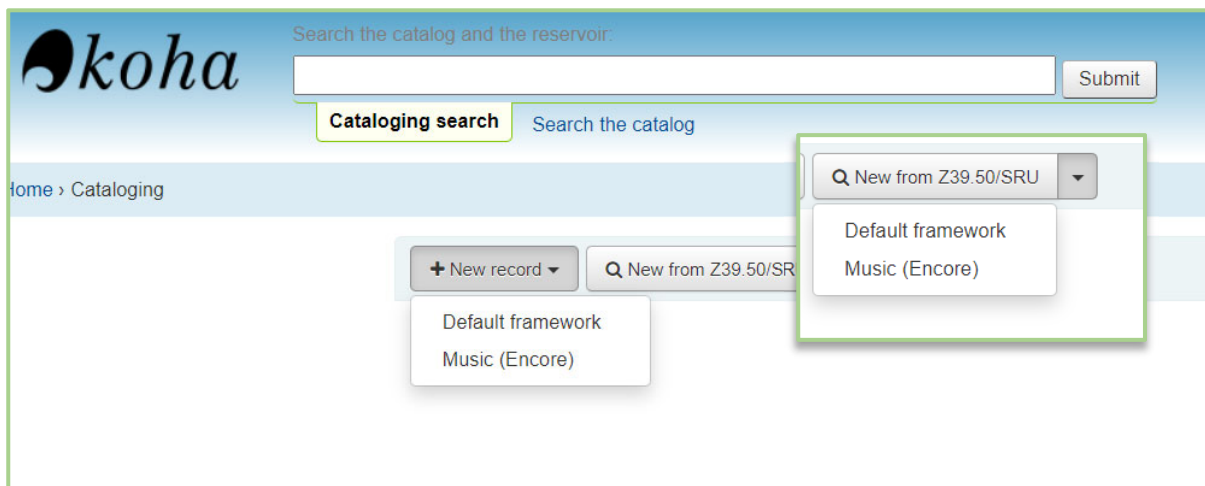 koha
Search the catalog and the reservoir:
Submit
Cataloging search
Search the catalog
Home › Cataloging
New record
New from Z39.50/SR
Default framework
Music (Encore)
New from Z39.50/SRU
Default framework
Music (Encore)